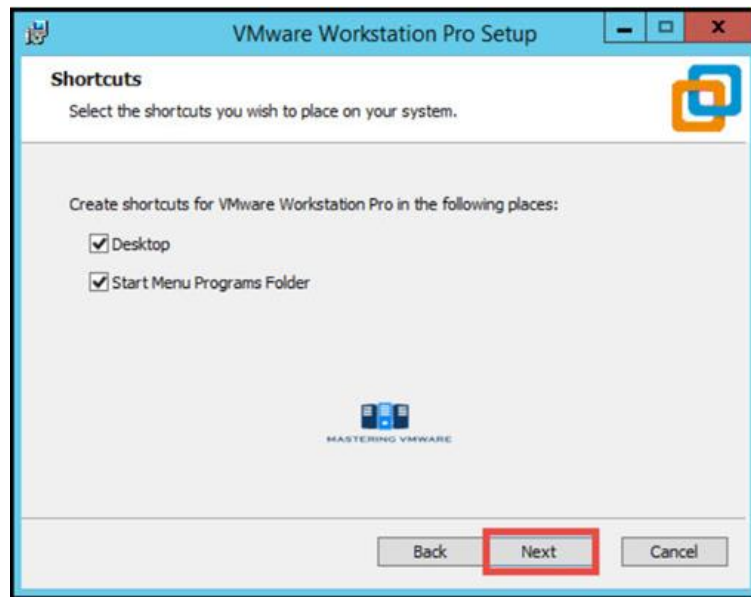 VMware Workstation Pro Setup
Shortcuts
Select the shortcuts you wish to place on your system.
Create shortcuts for VMware Workstation Pro in the following places:
Desktop
Start Menu Programs Folder
MASTERING VMWARE
Back Next Cancel